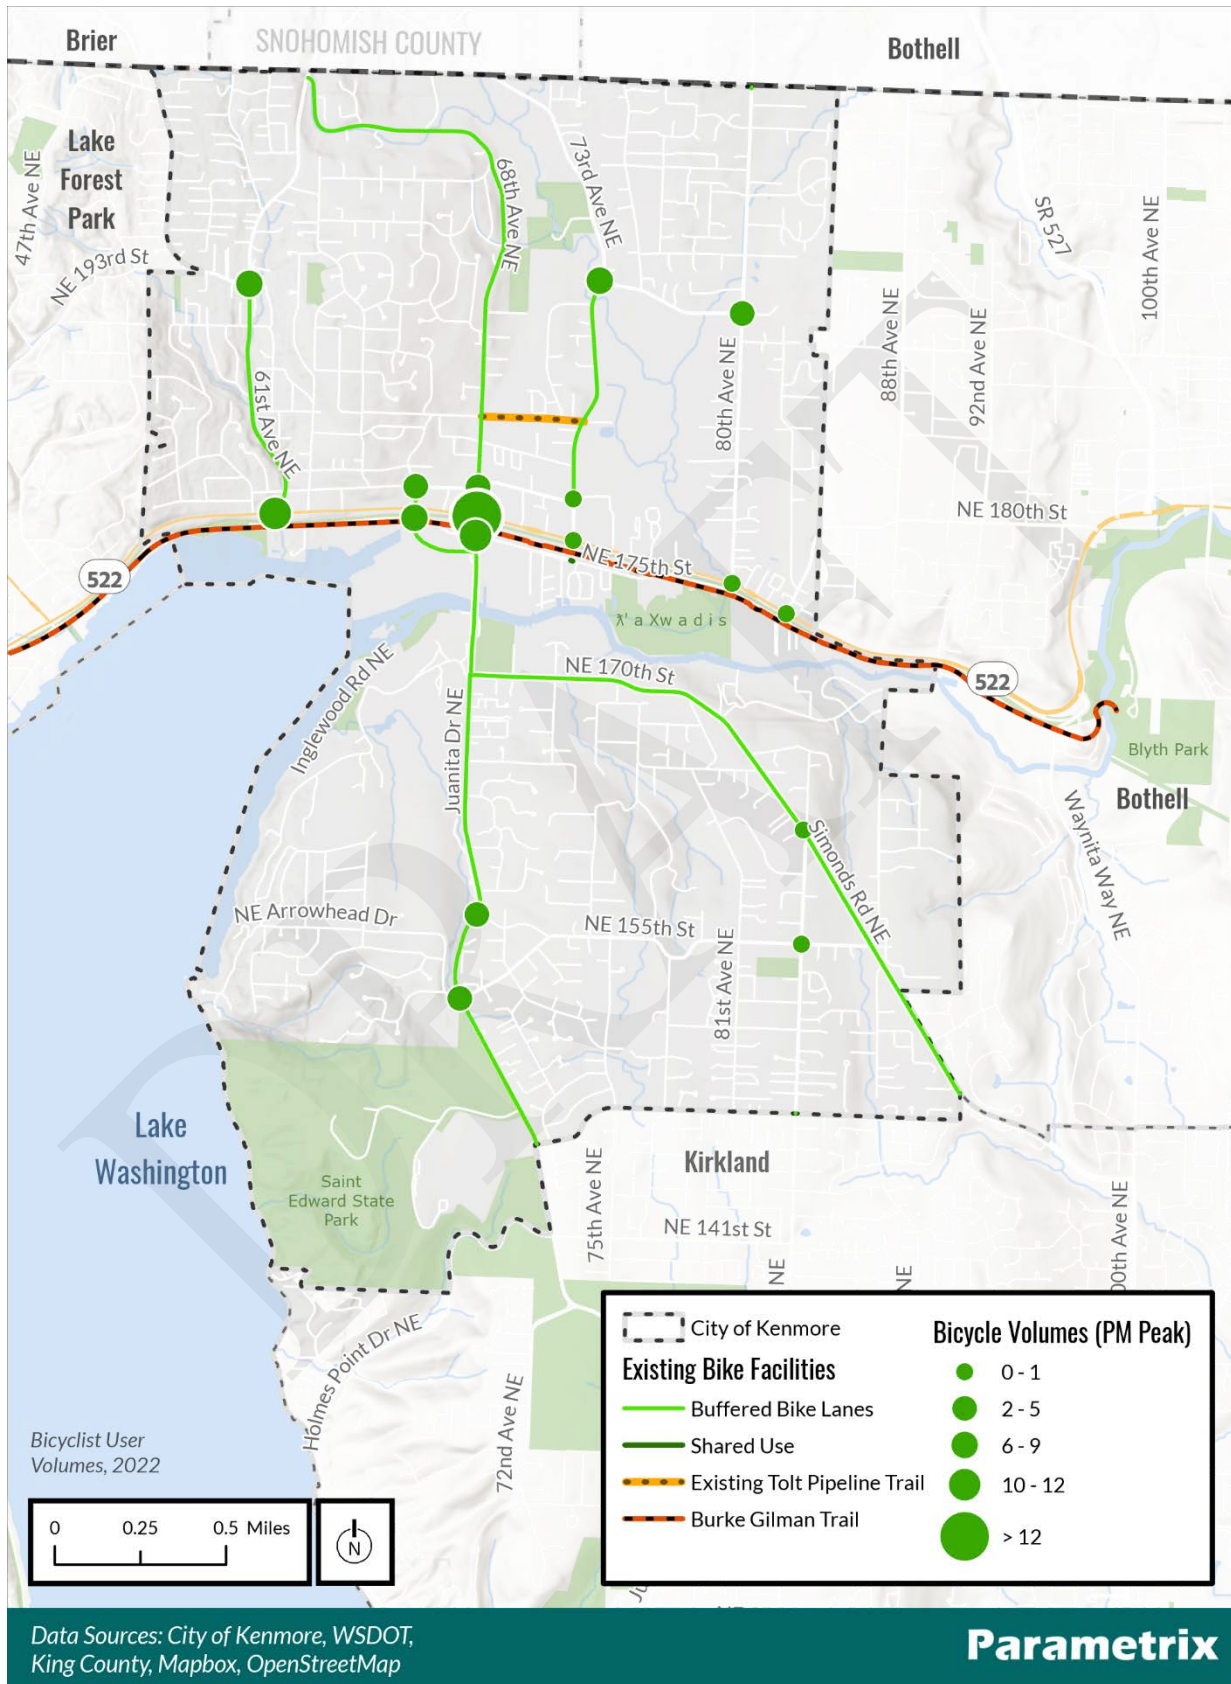 Brier
SNOHOMISH COUNTY
Bothell
Lake
Forest
Park
47th Ave NE
NE 193rd St
68th Ave NE
73rd Ave NE
SR 527
100th Ave NE
61st Ave NE
80th Ave NE
88th Ave NE
92nd Ave NE
NE 180th St
522
NE 175th St
ƛ' a Xw a d i s
NE 170th St
522
Inglewood Rd NE
Juanita Dr NE
Blyth Park
Bothell
Simonds Rd NE
Waynita Way NE
NE Arrowhead Dr
NE 155th St
81st Ave NE
DRAFT
Lake
Washington
Kirkland
Saint
Edward State
Park
75th Ave NE
NE 141st St
NE
NE
00th Ave NE
Holmes Point Dr NE
72nd Ave NE
City of Kenmore
Existing Bike Facilities
Buffered Bike Lanes
Shared Use
Existing Tolt Pipeline Trail
Burke Gilman Trail
Bicycle Volumes (PM Peak)
0 - 1
2 - 5
6 - 9
10 - 12
> 12
Bicyclist User
Volumes, 2022
0 0.25 0.5 Miles
N
Data Sources: City of Kenmore, WSDOT,
King County, Mapbox, OpenStreetMap
Parametrix